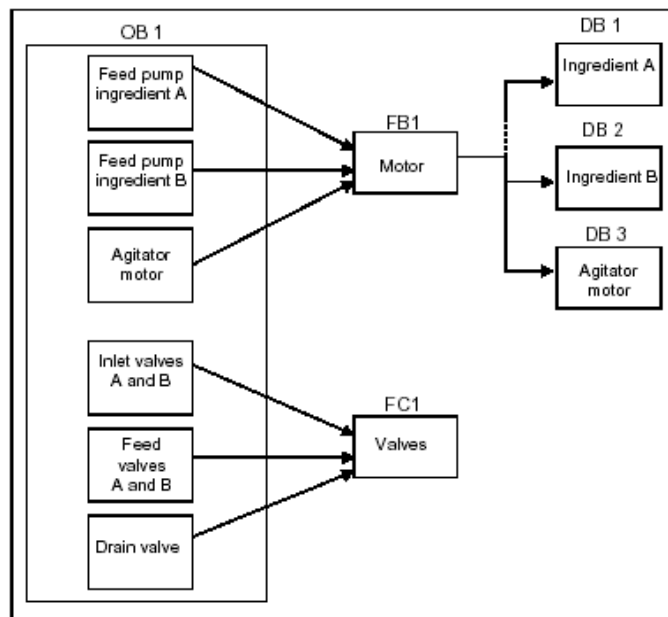 OB 1
Feed pump
ingredient A
Feed pump
ingredient B
Agitator
motor
Inlet valves
A and B
Feed
valves
A and B
Drain valve
FB1
Motor
FC1
Valves
DB 1
Ingredient A
DB 2
Ingredient B
DB 3
Agitator
motor